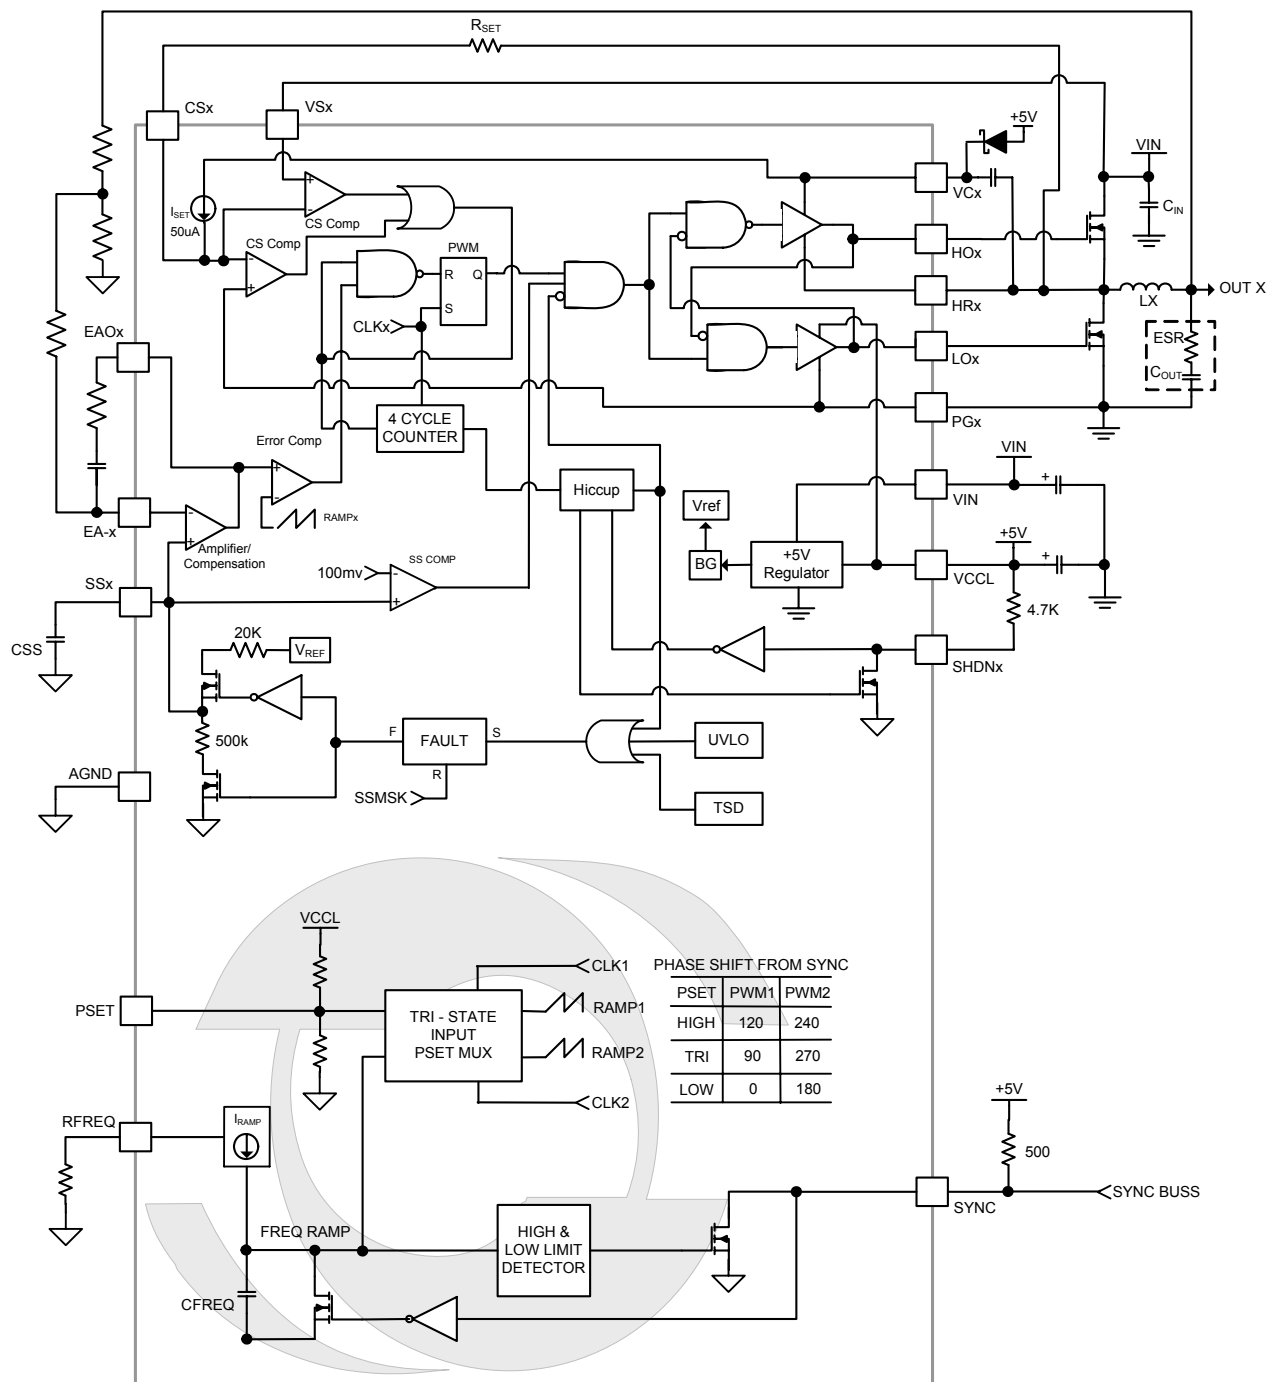 RSET
CSx
VSx
+5V
VIN
VCx
CIN
ISET
50uA
CS Comp
CS Comp
PWM
R
Q
S
CLKx
HOx
HRx
LX
OUT X
EAOx
LOx
ESR
COUT
PGx
4 CYCLE
COUNTER
Error Comp
VIN
Hiccup
VIN
RAMPx
Vref
EA-x
Amplifier/
Compensation
SS COMP
100mv
BG
+5V
Regulator
+5V
VCCL
SSx
4.7K
CSS
20K
VREF
SHDNx
500k
F
FAULT
S
R
UVLO
AGND
SSMSK
TSD
VCCL
CLK1
PHASE SHIFT FROM SYNC
PSET PWM1 PWM2
HIGH 120 240
TRI 90 270
LOW 0 180
PSET
TRI - STATE
INPUT
PSET MUX
RAMP1
RAMP2
CLK2
+5V
RFREQ
IRAMP
500
SYNC BUSS
SYNC
FREQ RAMP
HIGH &
LOW LIMIT
DETECTOR
CFREQ